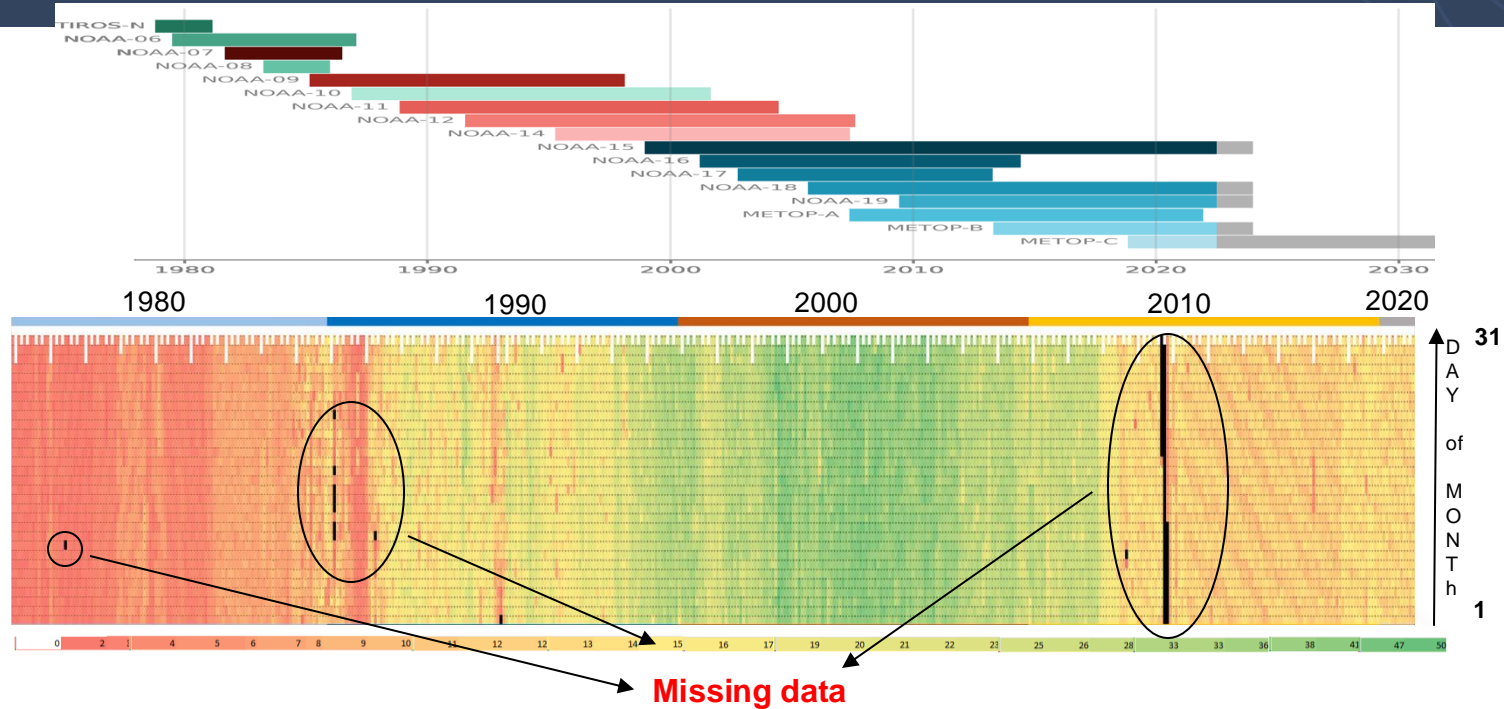 TIROS-N
NOAA-06
NOAA-07
NOAA-08
NOAA-09
NOAA-10
NOAA-11
NOAA-12
NOAA-14
NOAA-15
NOAA-16
NOAA-17
NOAA-18
NOAA-19
METOP-A
METOP-B
METOP-C
1980 1990 2000 2010 2020 2030
1980 1990 2000 2010 2020
31
DAY of MONTh
1
0 2 4 5 6 7 8 9 10 11 12 12 13 14 15 16 17 19 20 21 22 23 25 26 28 33 33 36 38 41 47 50
Missing data